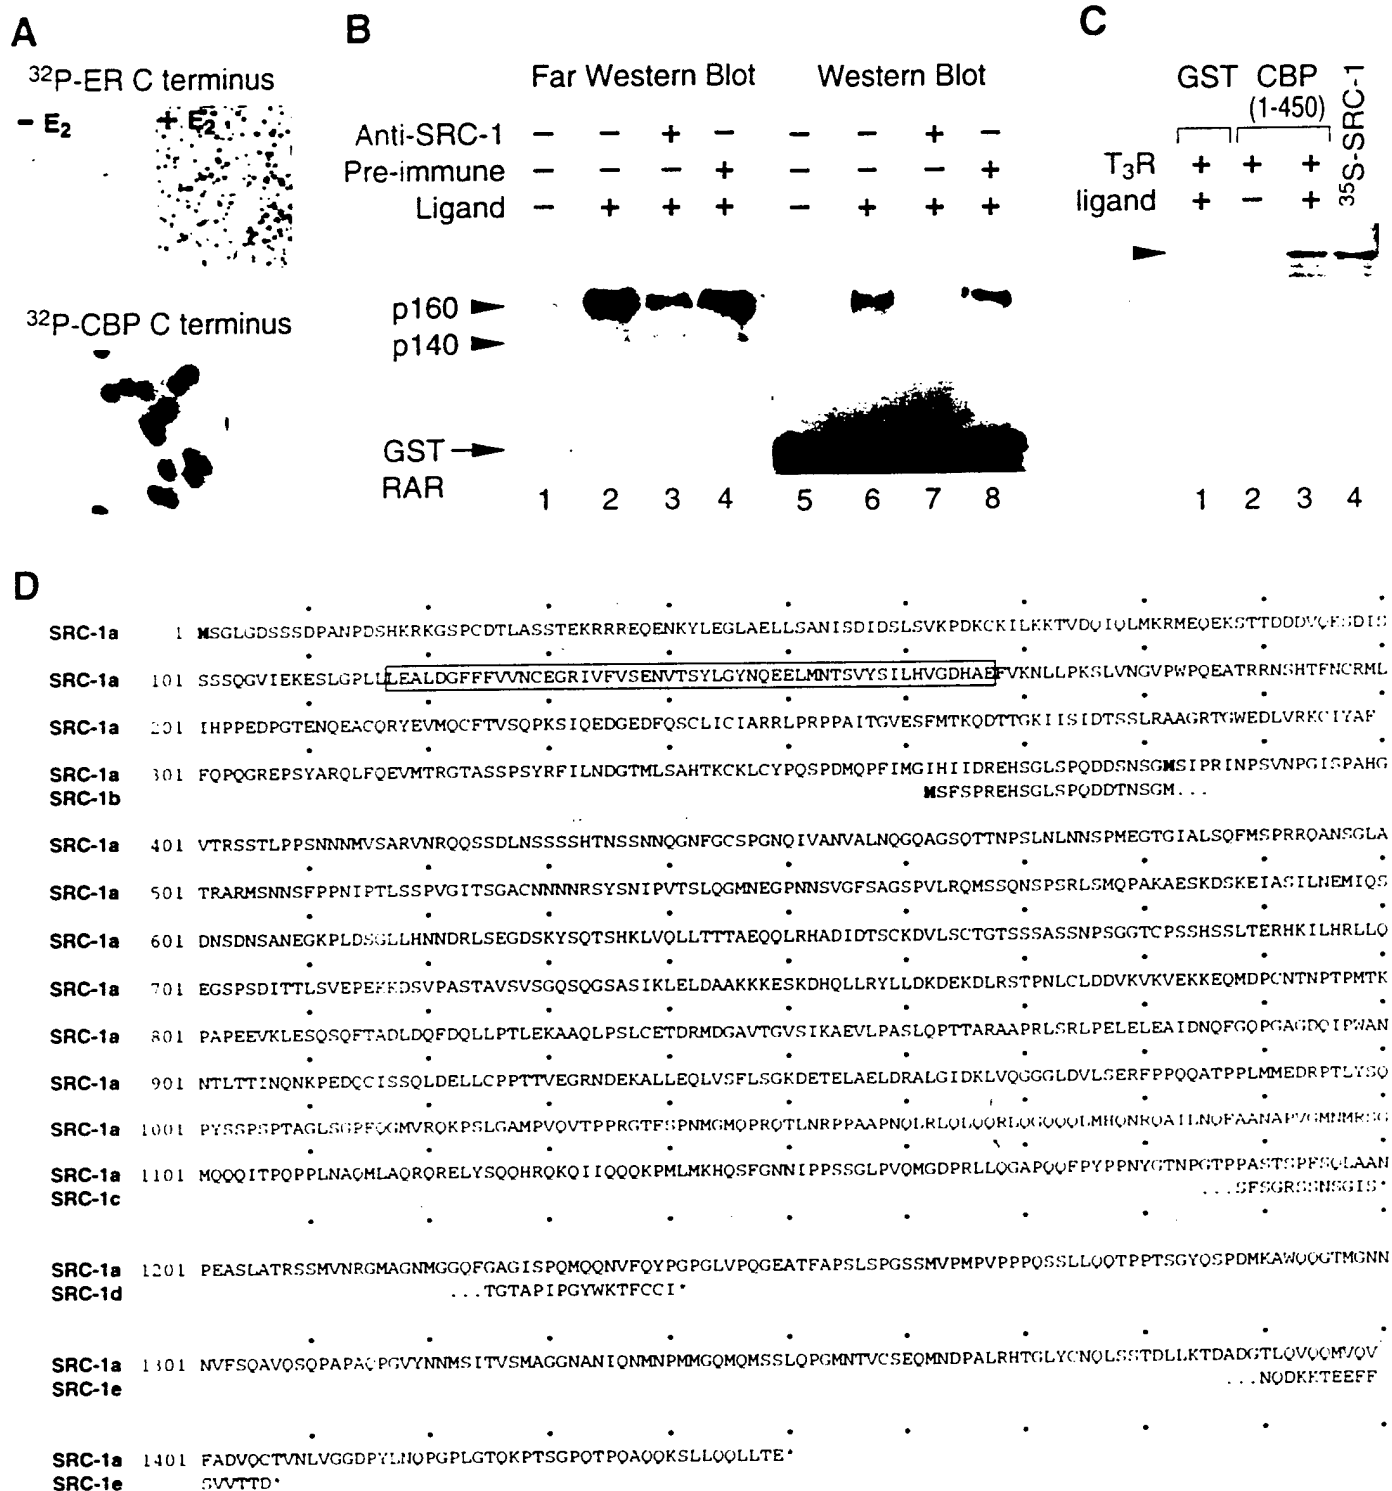 A
32P-ER C terminus
- E2
+ E2
32P-CBP C terminus
B
Far Western Blot
Western Blot
Anti-SRC-1 – – + – – – + –
Pre-immune – – – + – – – +
Ligand – + + + – + + +
p160
p140
GST
RAR
1 2 3 4 5 6 7 8
C
GST CBP
(1-450)
35S-SRC-1
T3R + + +
ligand + – +
1 2 3 4
D
SRC-1a 1 MSGLGDSSSDPANPDSHKRKGSPCDTLASSTEKRRREQENKYLEGLAELLSANISDIDSLSVKPDKCKILKKTVDQIQLMKRMEQEKSTTDDDVQKSDIS
SRC-1a 101 SSSQGVIEKESLGPLLLEALDGFFFVVNCEGRIVFVSENVTSYLGYNQEELMNTSVYSILHVGDHAEFVKNLLPKSLVNGVPWPQEATRRNSHTFNCRML
SRC-1a 201 IHPPEDPGTENQEACQRYEVMQCFTVSQPKSIQEDGEDFQSCLICIARRLPRPPAITGVESFMTKQDTTGKIISIDTSSLRAAGRTGWEDLVRKCIYAF
SRC-1a 301 FQPQGREPSYARQLFQEVMTRGTASSPSYRFILNDGTMLSAHTKCKLCYPQSPDMQPFIMGIHIIDREHSGLSPQDDSNSGMSIPRINPSVNPGISPAHG
SRC-1b MSFSPREHSGLSPQDDTNSGM...
SRC-1a 401 VTRSSTLPPSNNNMVSARVNRQQSSDLNSSSSHTNSSNNQGNFGCSPGNQIVANVALNQGQAGSQTTNPSLNLNNSPMEGTGIALSQFMSPRRQANSGLA
SRC-1a 501 TRARMSNNSFPPNIPTLSSPVGITSGACNNNNRSYSNIPVTSLQGMNEGPNNSVGFSAGSPVLRQMSSQNSPSRLSMQPAKAESKDSKEIASILNEMIQS
SRC-1a 601 DNSDNSANEGKPLDSGLLHNNDRLSEGDSKYSQTSHKLVQLLTTTAEQQLRHADIDTSCKDVLSCTGTSSSASSNPSGGTCPSSHSSLTERHKILHRLLQ
SRC-1a 701 EGSPSDITTLSVEPEKKDSVPASTAVSVSGQSQGSASIKLELDAAKKKESKDHQLLRYLLDKDEKDLRSTPNLCLDDVKVKVEKKEQMDPCNTNPTPMTK
SRC-1a 801 PAPEEVKLESQSQFTADLDQFDQLLPTLEKAAQLPSLCETDRMDGAVTGVSIKAEVLPASLQPTTARAAPRLSRLPELELEAIDNQFGQPGAGDQIPWAN
SRC-1a 901 NTLTTINQNKPEDQCISSQLDELLCPPTTVEGRNDEKALLEQLVSFLSGKDETELAELDRALGIDKLVQGGGLDVLSERFPPQQATPPLMMEDRPTLYSQ
SRC-1a 1001 PYSSPSPTAGLSGPFQGMVRQKPSLGAMPVQVTPPRGTFSPNMGMQPRQTLNRPPAAPNQLRLQLQQRLQGQQQLMHQNRQAILNQFAANAPVGMNMRSG
SRC-1a 1101 MQQQITPQPPLNAQMLAQRQRELYSQQHRQKQIIQQQKPMLMKHQSFGNNIPPSSGLPVQMGDPRLLQGAPQQFPYPPNYGTNPGTPPASTSPFSQLAAN
SRC-1c ...SFSGRSSNSGIS*
SRC-1a 1201 PEASLATRSSMVNRGMAGNMGGQFGAGISPQMQQNVFQYPGPGLVPQGEATFAPSLSPGSSMVPMPVPPPQSSLLQQTPPTSGYQSPDMKAWQQGTMGNN
SRC-1d ...TGTAPIPGYWKTFCCI*
SRC-1a 1301 NVFSQAVQSQPAPAQPGVYNNMSITVSMAGGNANIQNMNPMMGQMQMSSLQPGMNTVCSEQMNDPALRHTGLYCNQLSSTDLLKTDADGTLQVQQMVQV
SRC-1e ...NQDKKTEEFF
SRC-1a 1401 FADVQCTVNLVGGDPYLNQPGPLGTQKPTSGPQTPQAQQKSLLQQLLTE*
SRC-1e SVVTTD*